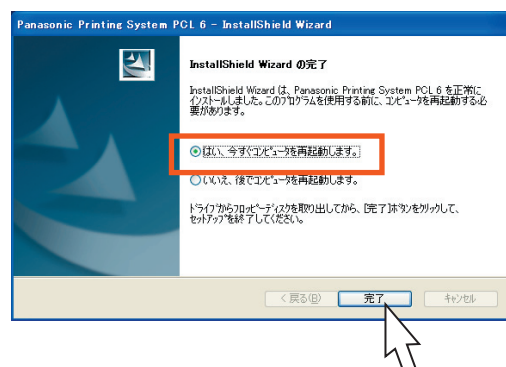 Panasonic Printing System PCL 6 - InstallShield Wizard
InstallShield Wizard の完了
InstallShield Wizard は、Panasonic Printing System PCL 6 を正常に
インストールしました。このプログラムを使用する前に、コンピュータを再起動する必
要があります。
はい、今すぐコンピュータを再起動します。
いいえ、後でコンピュータを再起動します。
ドライブからフロッピーディスクを取り出してから、[完了]ボタンをクリックして、
セットアップを終了してください。
< 戻る(B)
完了
キャンセル